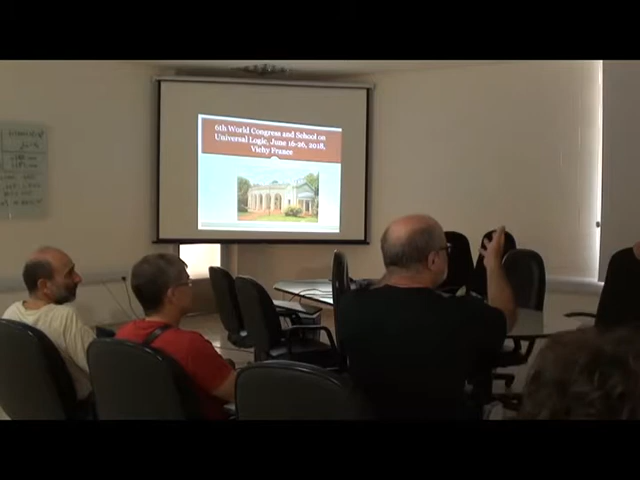 6th World Congress and School on
Universal Logic, June 16-26, 2018,
Vichy France